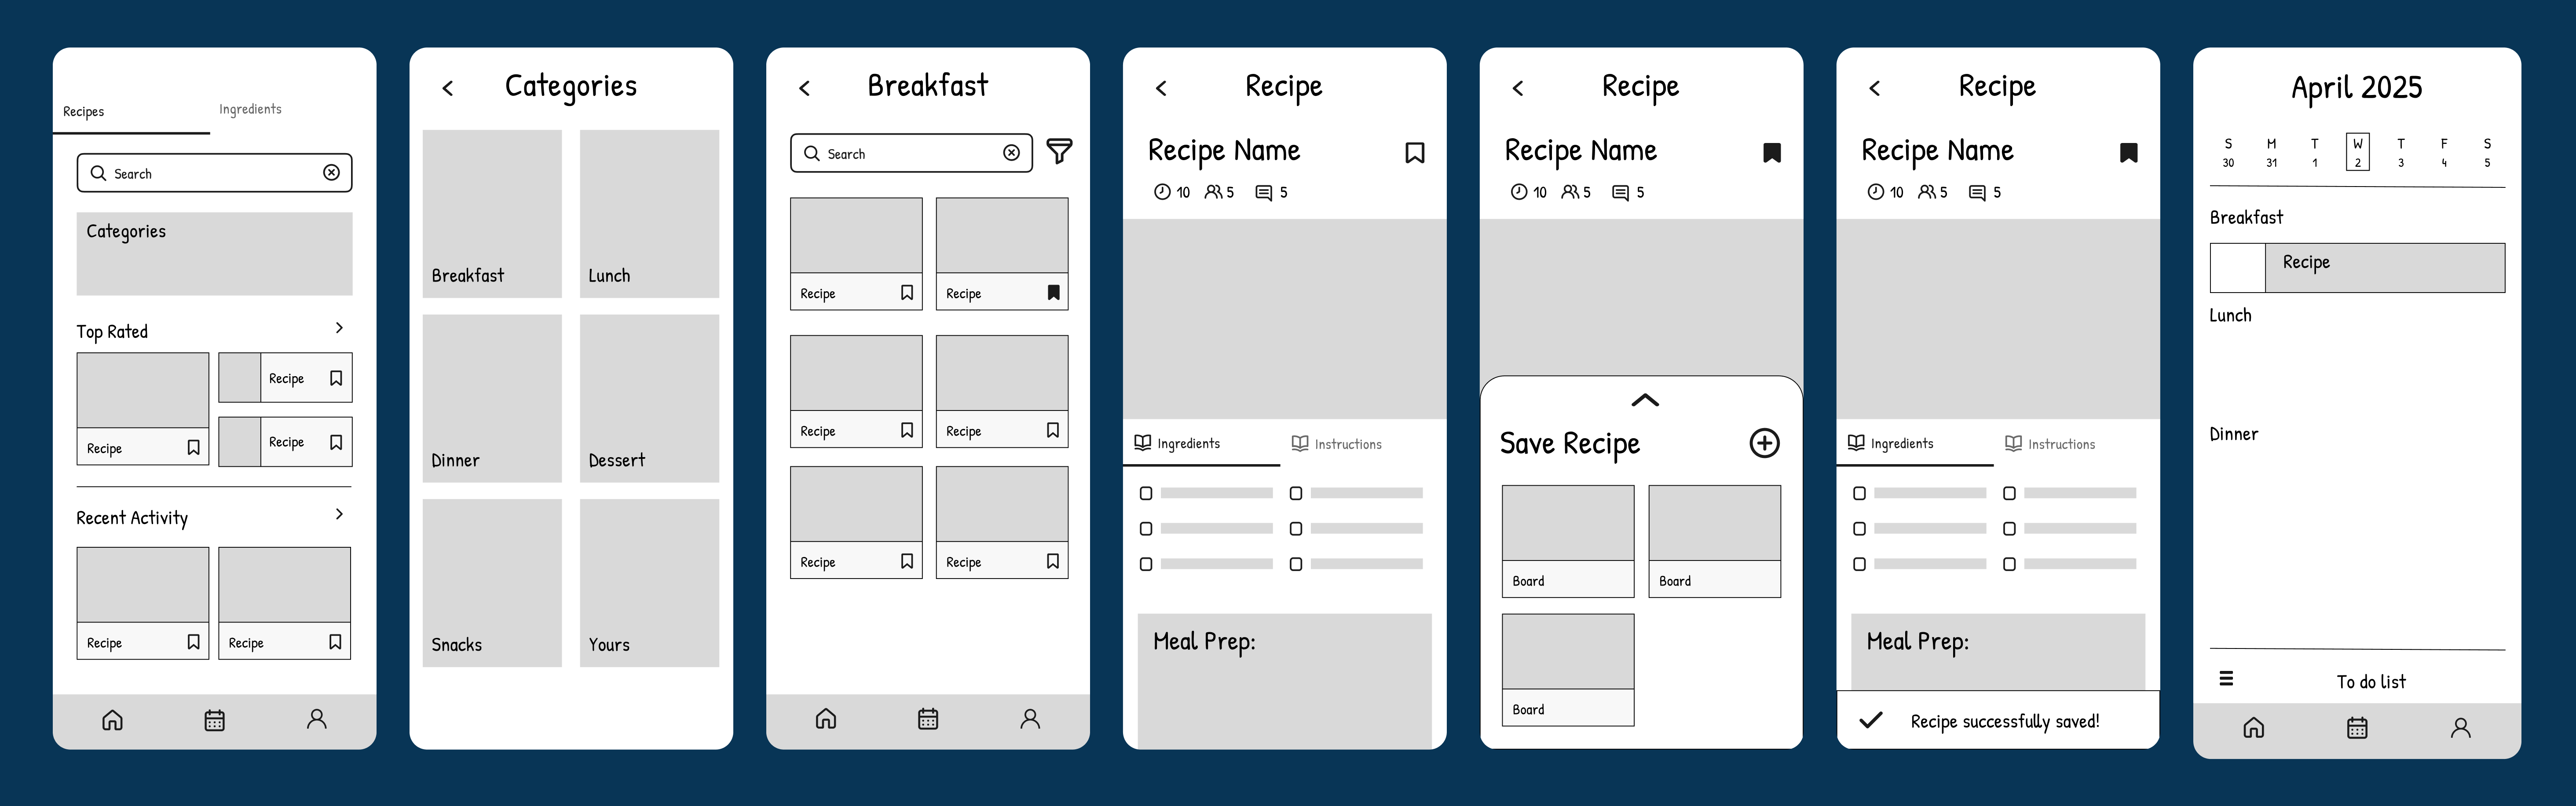 Recipes Ingredients
Search
Categories
Top Rated
Recipe
Recipe
Recipe
Recent Activity
Recipe Recipe
Categories
Breakfast Lunch
Dinner Dessert
Snacks Yours
Breakfast
Search
Recipe Recipe
Recipe Recipe
Recipe Recipe
Recipe
Recipe Name
10 5 5
Ingredients Instructions
Meal Prep:
Recipe
Recipe Name
10 5 5
Save Recipe
Board Board
Board
Recipe
Recipe Name
10 5 5
Ingredients Instructions
Meal Prep:
Recipe successfully saved!
April 2025
S M T W T F S
30 31 1 2 3 4 5
Breakfast
Recipe
Lunch
Dinner
To do list